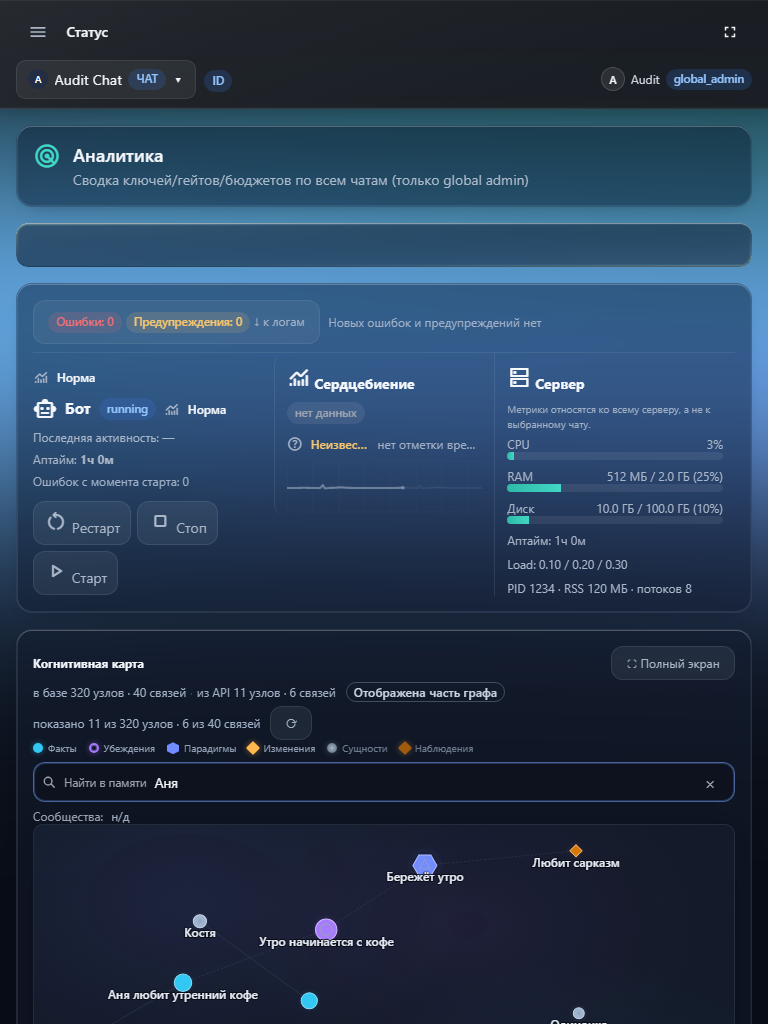 Статус
A Audit Chat ЧАТ ▼ ID A Audit global_admin
Аналитика
Сводка ключей/гейтов/бюджетов по всем чатам (только global admin)
Ошибки: 0 Предупреждения: 0 ↓ к логам Новых ошибок и предупреждений нет
Норма
Бот running Норма
Последняя активность: —
Аптайм: 1ч 0м
Ошибок с момента старта: 0
Рестарт Стоп
Старт
Сердцебиение
нет данных
Неизвес... нет отметки вре...
Сервер
Метрики относятся ко всему серверу, а не к
выбранному чату.
CPU 3%
RAM 512 МБ / 2.0 ГБ (25%)
Диск 10.0 ГБ / 100.0 ГБ (10%)
Аптайм: 1ч 0м
Load: 0.10 / 0.20 / 0.30
PID 1234 · RSS 120 МБ · потоков 8
Когнитивная карта Полный экран
в базе 320 узлов · 40 связей · из API 11 узлов · 6 связей Отображена часть графа
показано 11 из 320 узлов · 6 из 40 связей
Факты Убеждения Парадигмы Изменения Сущности Наблюдения
Найти в памяти Аня ×
Сообщества: н/д
Бережёт утро
Любит сарказм
Костя
Утро начинается с кофе
Аня любит утренний кофе